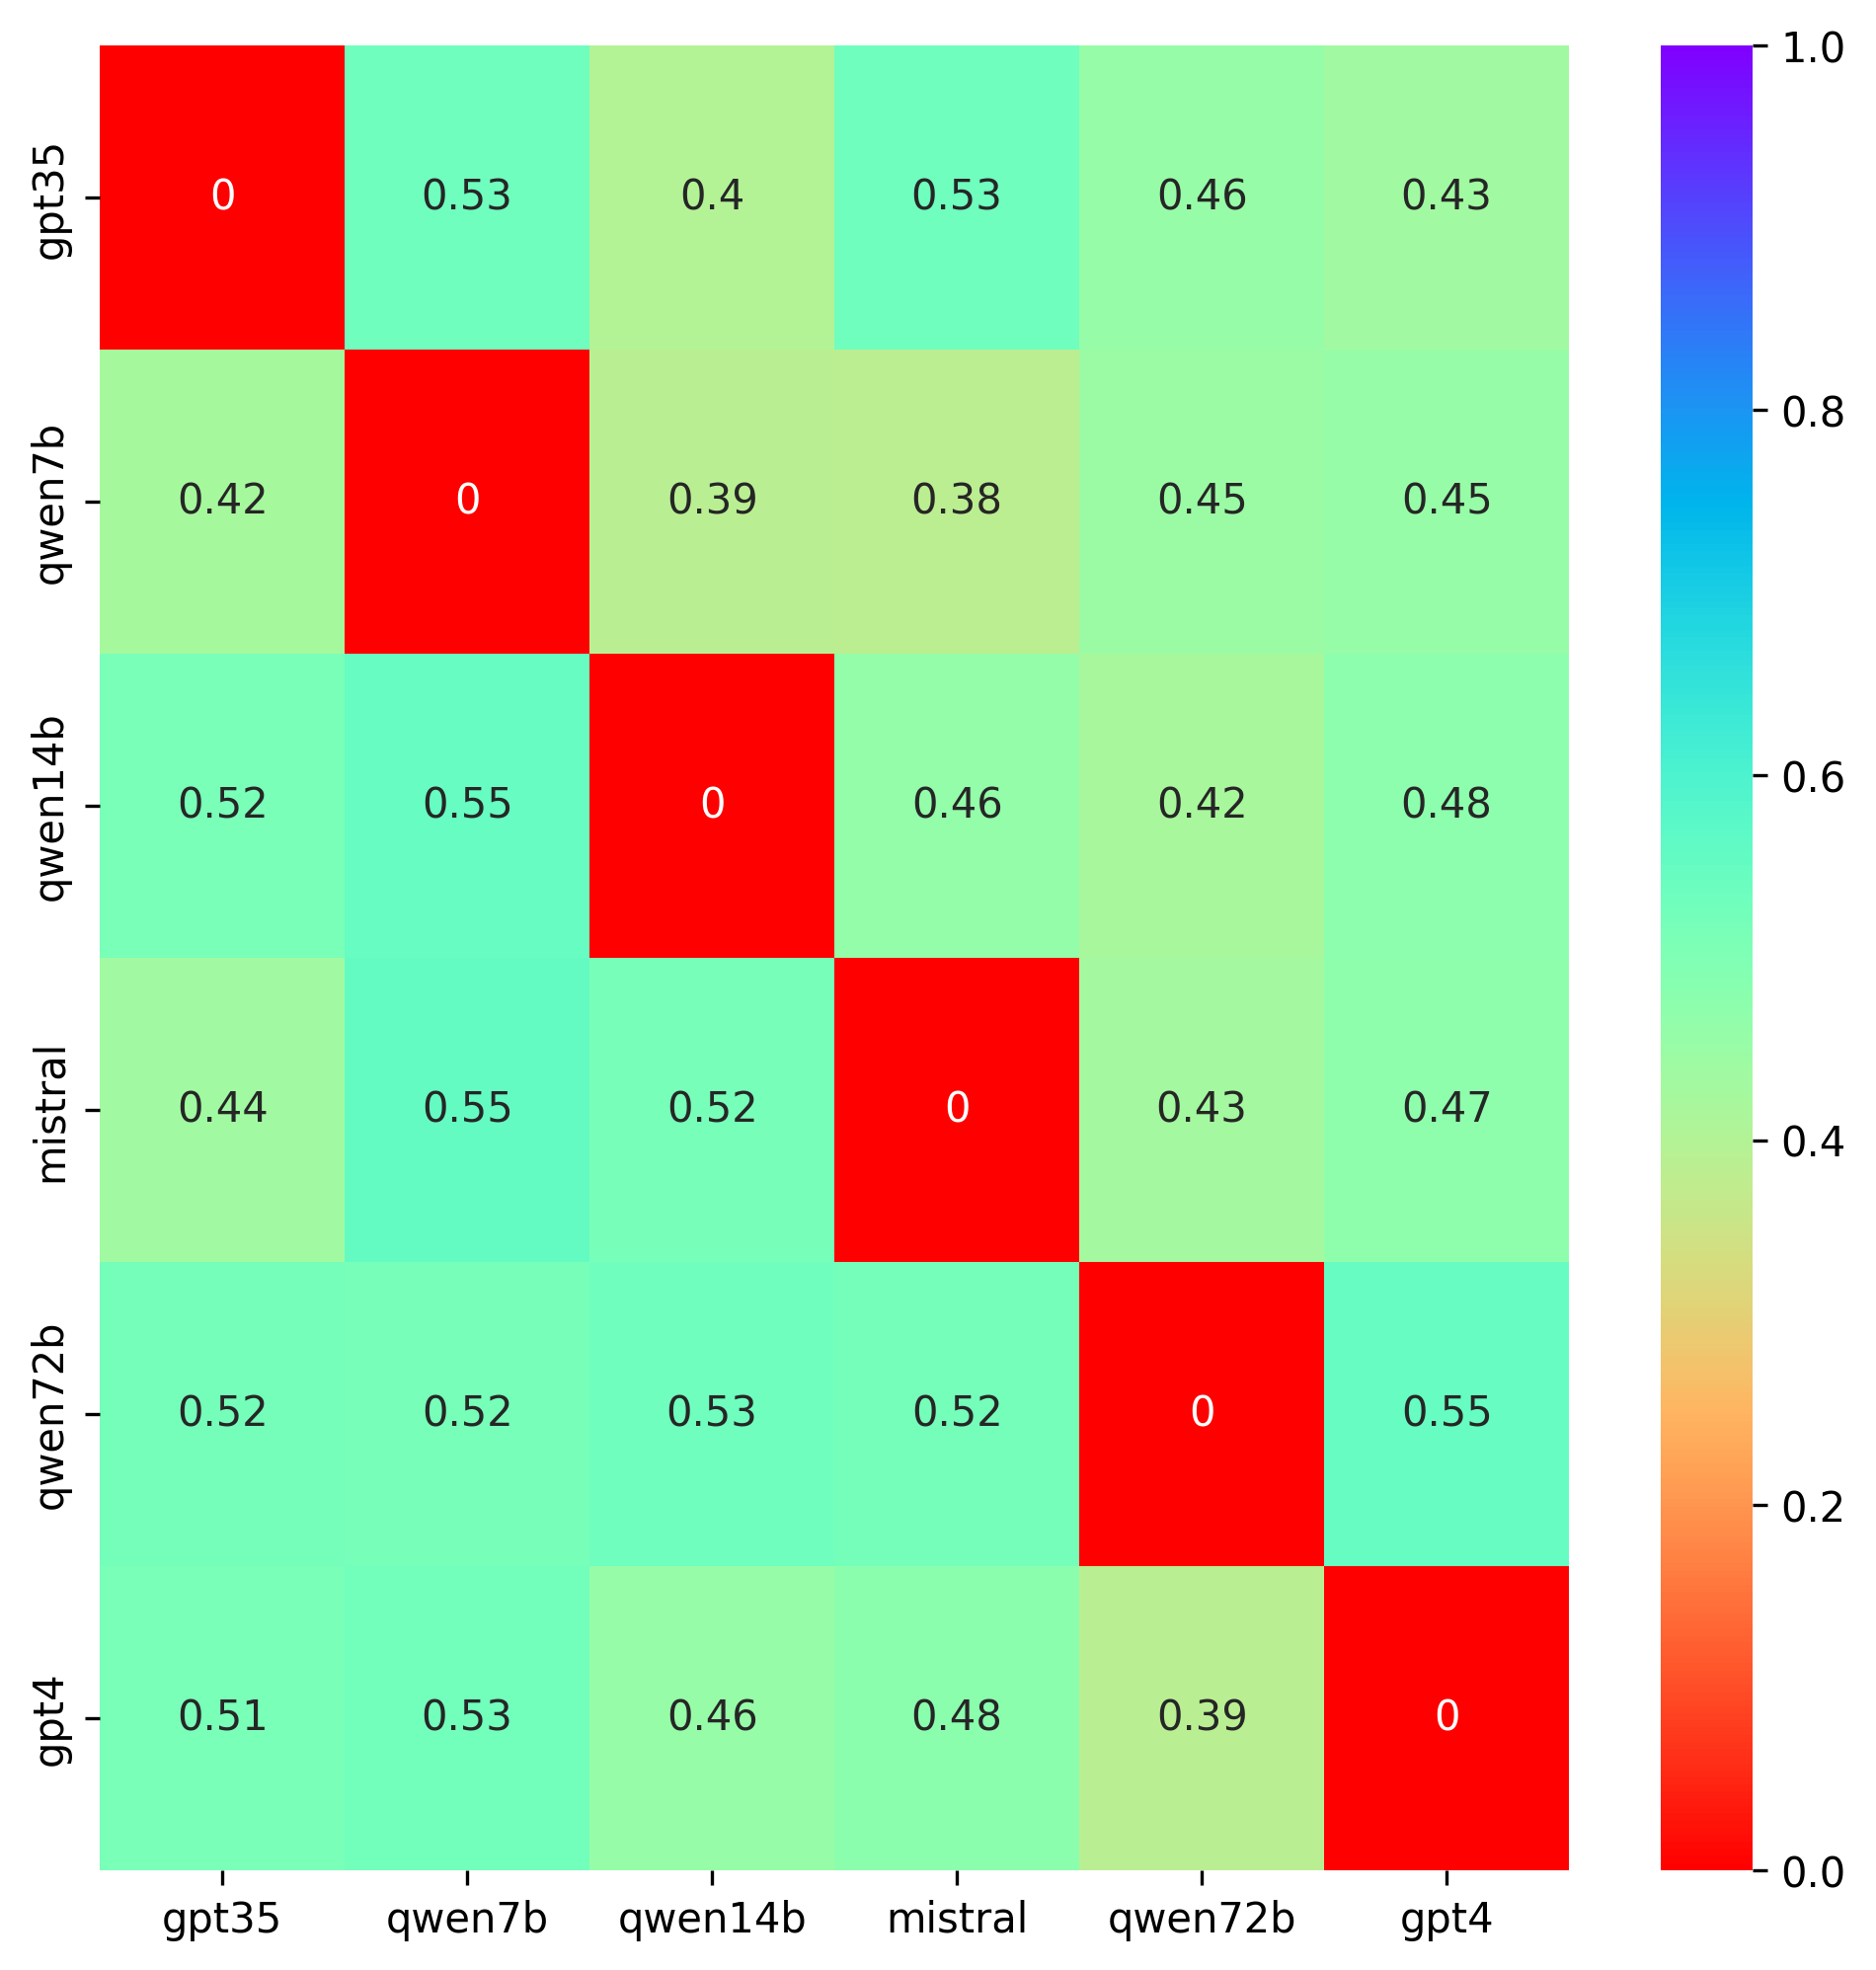 gpt35 0 0.53 0.4 0.53 0.46 0.43
qwen7b 0.42 0 0.39 0.38 0.45 0.45
qwen14b 0.52 0.55 0 0.46 0.42 0.48
mistral 0.44 0.55 0.52 0 0.43 0.47
qwen72b 0.52 0.52 0.53 0.52 0 0.55
gpt4 0.51 0.53 0.46 0.48 0.39 0
gpt35 qwen7b qwen14b mistral qwen72b gpt4
1.0
0.8
0.6
0.4
0.2
0.0